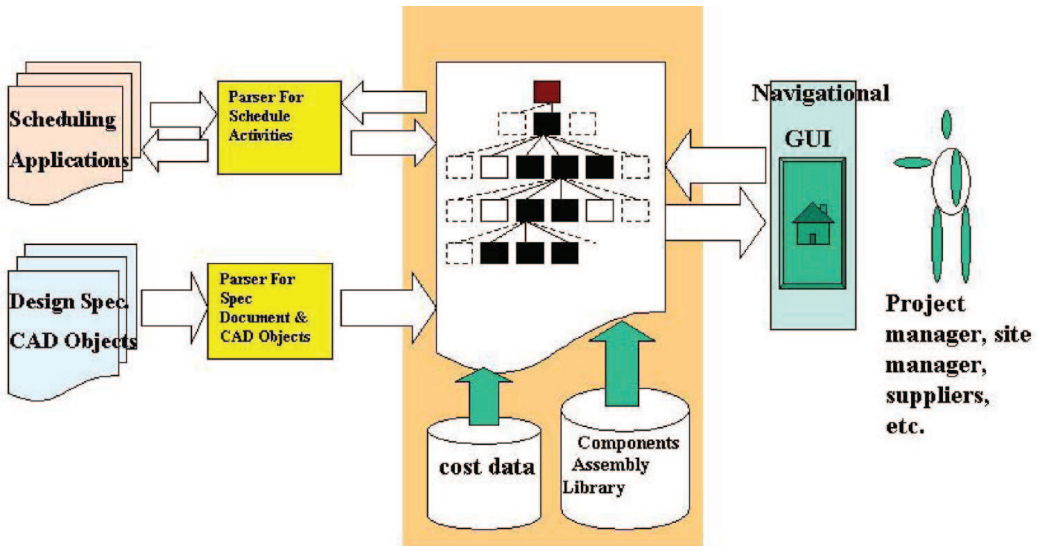 Scheduling
Applications
Parser For
Schedule
Activities
Navigational
GUI
Design Spec.
CAD Objects
Parser For
Spec
Document &
CAD Objects
Project
manager, site
manager,
suppliers,
etc.
cost data
Components
Assembly
Library